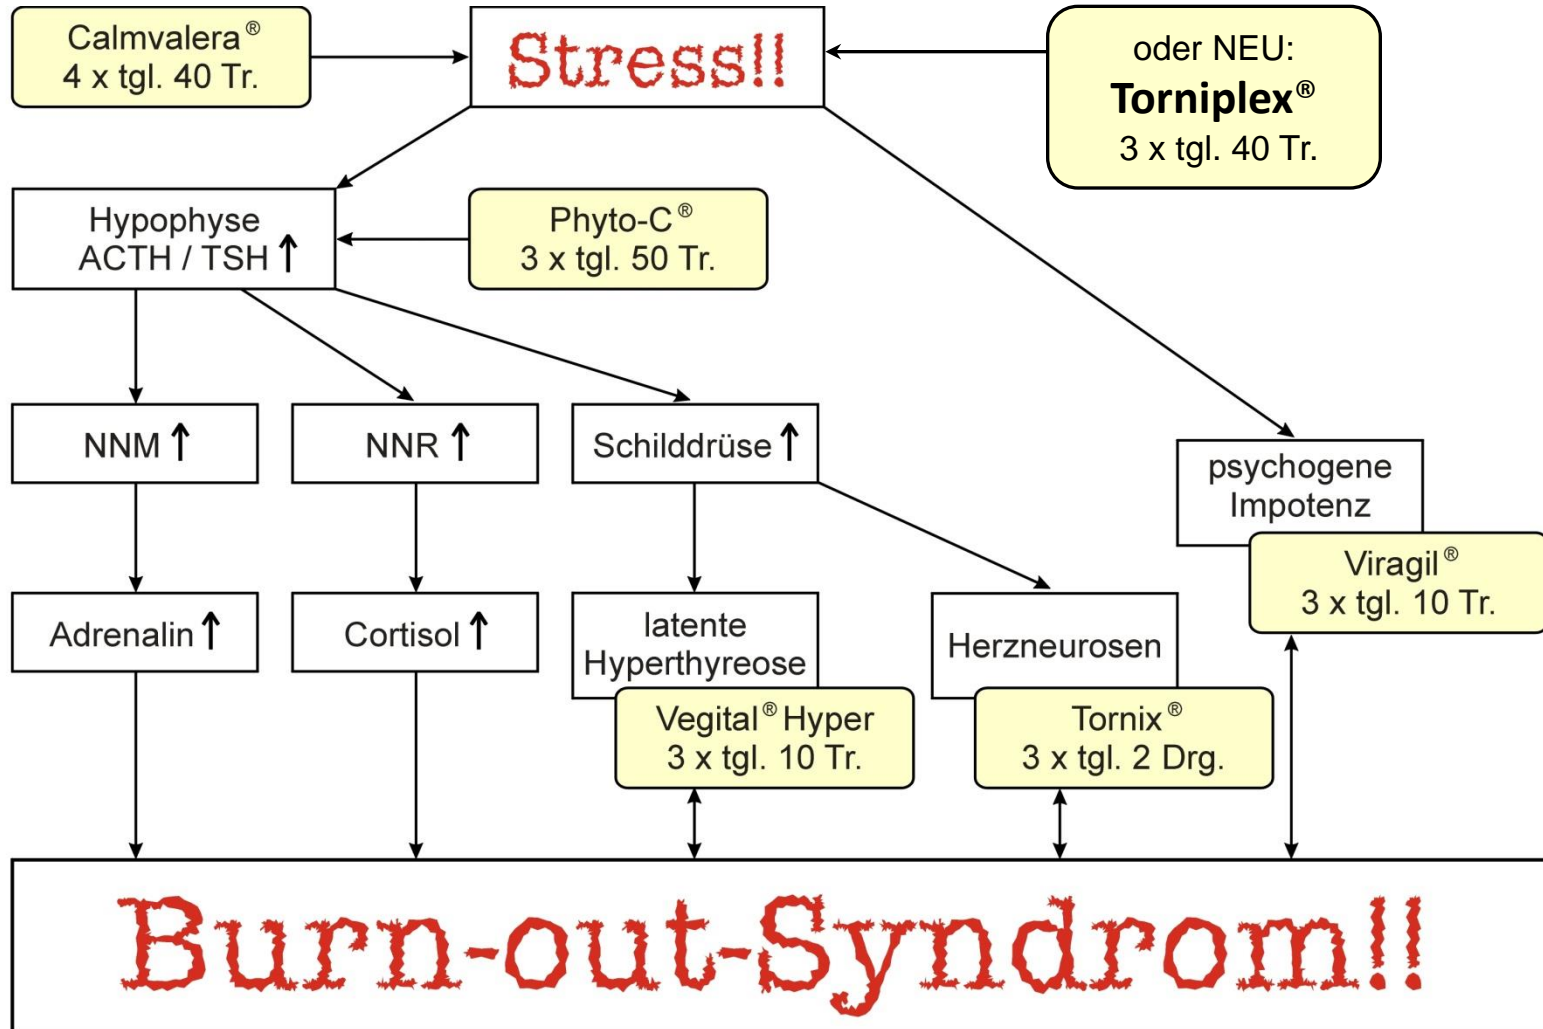 Calmvalera®
4 x tgl. 40 Tr.
Stress!!
oder NEU:
Torniplex®
3 x tgl. 40 Tr.
Hypophyse
ACTH / TSH ↑
Phyto-C®
3 x tgl. 50 Tr.
NNM ↑
NNR ↑
Schilddrüse ↑
psychogene
Impotenz
Viragil®
3 x tgl. 10 Tr.
Adrenalin ↑
Cortisol ↑
latente
Hyperthyreose
Herzneurosen
Vegital® Hyper
3 x tgl. 10 Tr.
Tornix®
3 x tgl. 2 Drg.
Burn-out-Syndrom!!